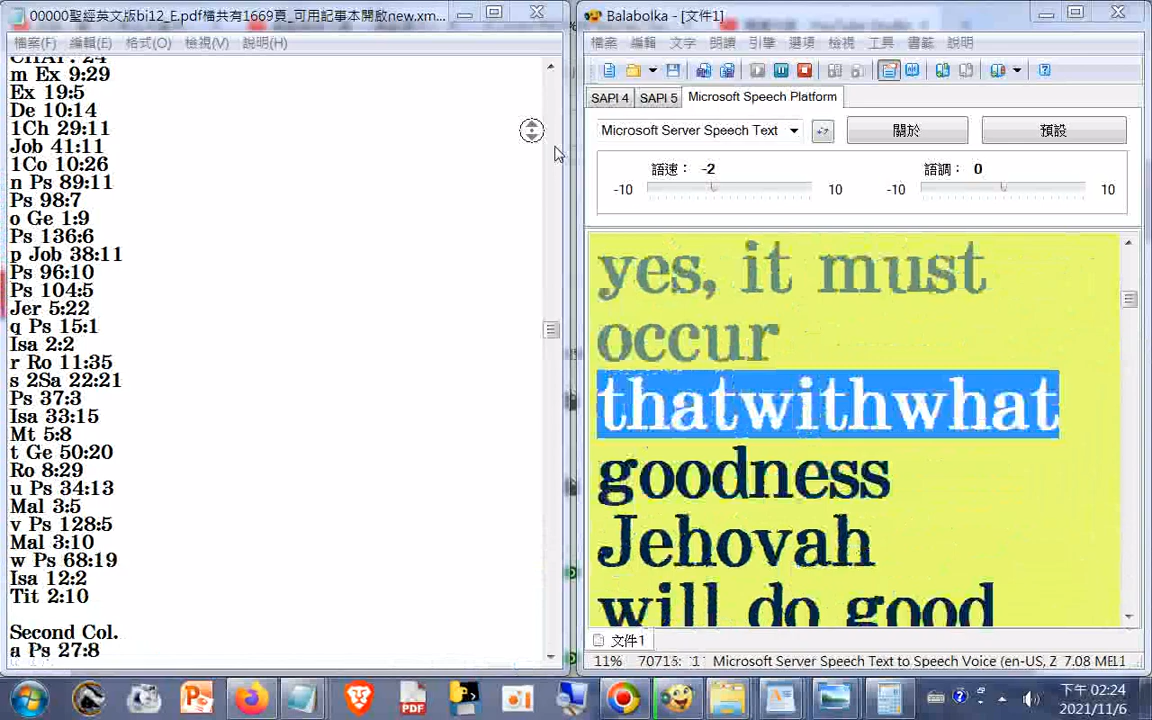 00000聖經英文版bi12_E.pdf檔共有1669頁_可用記事本開啟new.xm...
檔案(F) 編輯(E) 格式(O) 檢視(V) 說明(H)
CHAP. 24
m Ex 9:29
Ex 19:5
De 10:14
1Ch 29:11
Job 41:11
1Co 10:26
n Ps 89:11
Ps 98:7
o Ge 1:9
Ps 136:6
p Job 38:11
Ps 96:10
Ps 104:5
Jer 5:22
q Ps 15:1
Isa 2:2
r Ro 11:35
s 2Sa 22:21
Ps 37:3
Isa 33:15
Mt 5:8
t Ge 50:20
Ro 8:29
u Ps 34:13
Mal 3:5
v Ps 128:5
Mal 3:10
w Ps 68:19
Isa 12:2
Tit 2:10
Second Col.
a Ps 27:8
Balabolka - [文件1]
檔案 編輯 文字 朗讀 引擎 選項 檢視 工具 書籤 說明
SAPI 4 SAPI 5 Microsoft Speech Platform
Microsoft Server Speech Text 關於 預設
語速： -2 語調： 0
-10 10 -10 10
yes, it must
occur
thatwithwhat
goodness
Jehovah
will do good
文件1
11% Microsoft Server Speech Text to Speech Voice (en-US, Z 7.08 ME
下午 02:24
2021/11/6